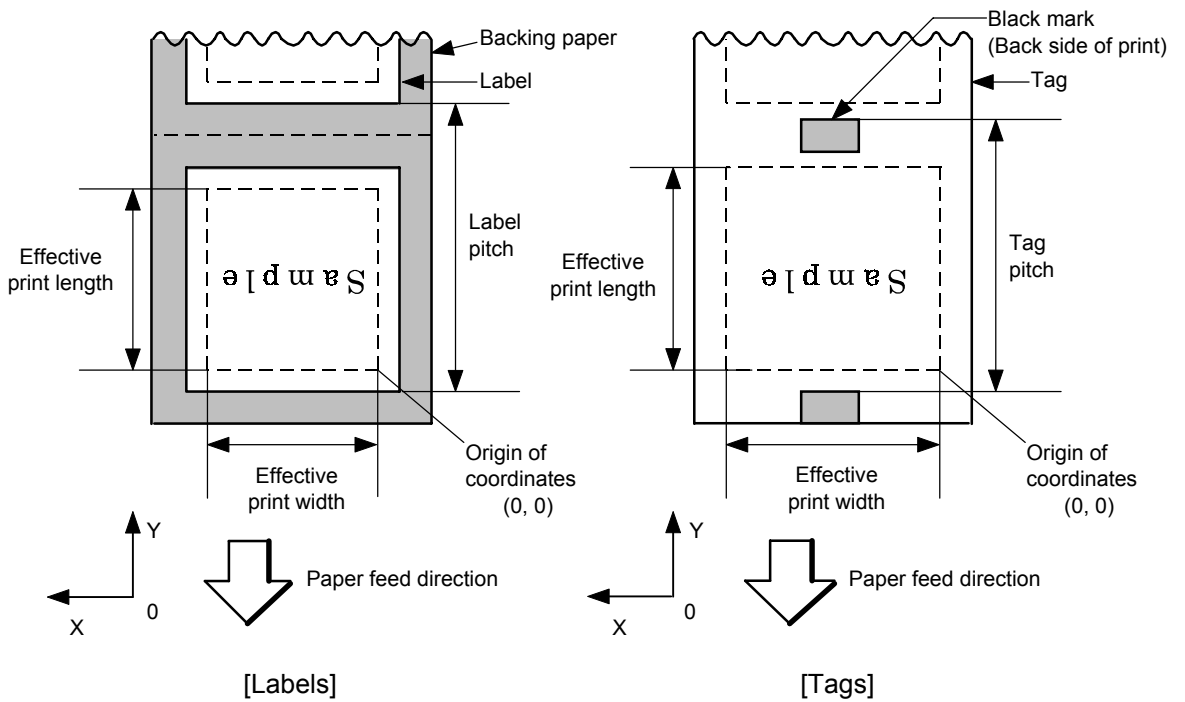 Backing paper
Label
Label
pitch
Effective
print length
Sample
Origin of
coordinates
(0, 0)
Effective
print width
Y
X
0
Paper feed direction
[Labels]
Black mark
(Back side of print)
Tag
Tag
pitch
Effective
print length
Sample
Origin of
coordinates
(0, 0)
Effective
print width
Y
X
0
Paper feed direction
[Tags]